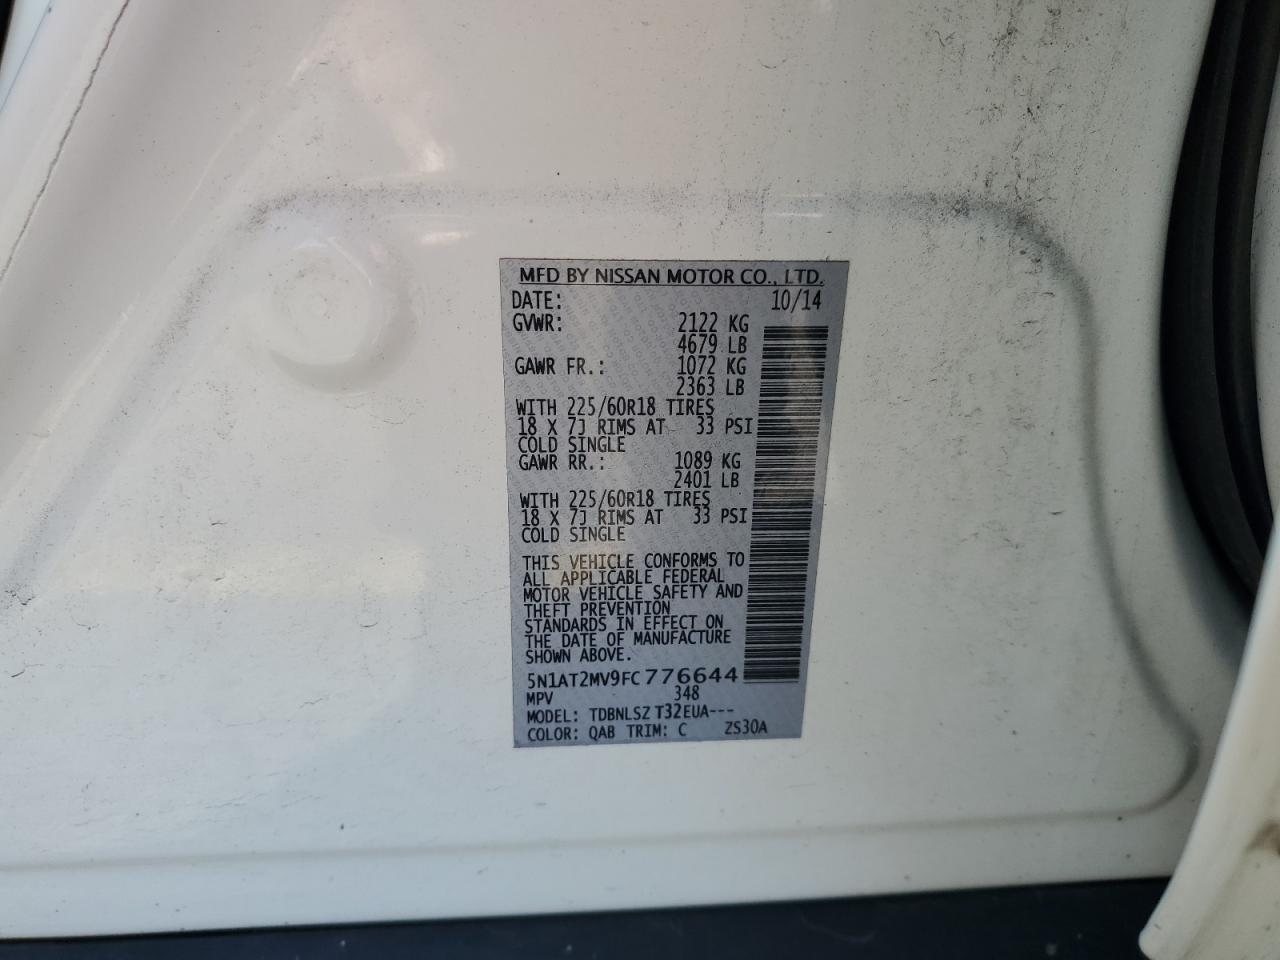 MFD BY NISSAN MOTOR CO., LTD.
DATE: 10/14
GVWR: 2122 KG
4679 LB
GAWR FR.: 1072 KG
2363 LB
WITH 225/60R18 TIRES
18 X 7J RIMS AT 33 PSI
COLD SINGLE
GAWR RR.: 1089 KG
2401 LB
WITH 225/60R18 TIRES
18 X 7J RIMS AT 33 PSI
COLD SINGLE
THIS VEHICLE CONFORMS TO
ALL APPLICABLE FEDERAL
MOTOR VEHICLE SAFETY AND
THEFT PREVENTION
STANDARDS IN EFFECT ON
THE DATE OF MANUFACTURE
SHOWN ABOVE.
5N1AT2MV9FC776644
MPV 348
MODEL: TDBNLSZ T32EUA---
COLOR: QAB TRIM: C ZS30A